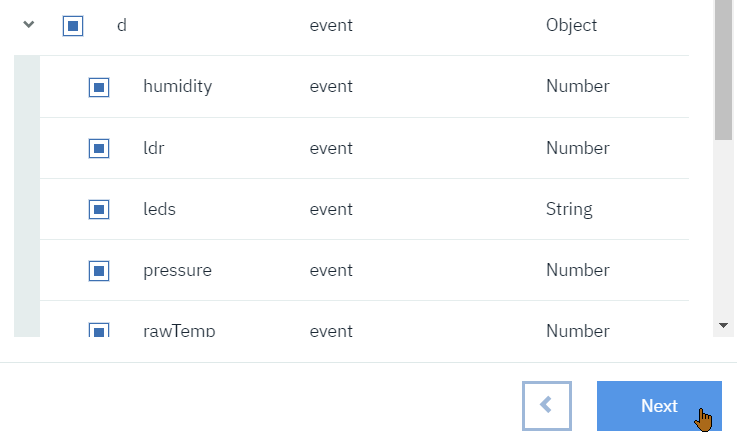 d event Object
humidity event Number
ldr event Number
leds event String
pressure event Number
rawTemp event Number
Next